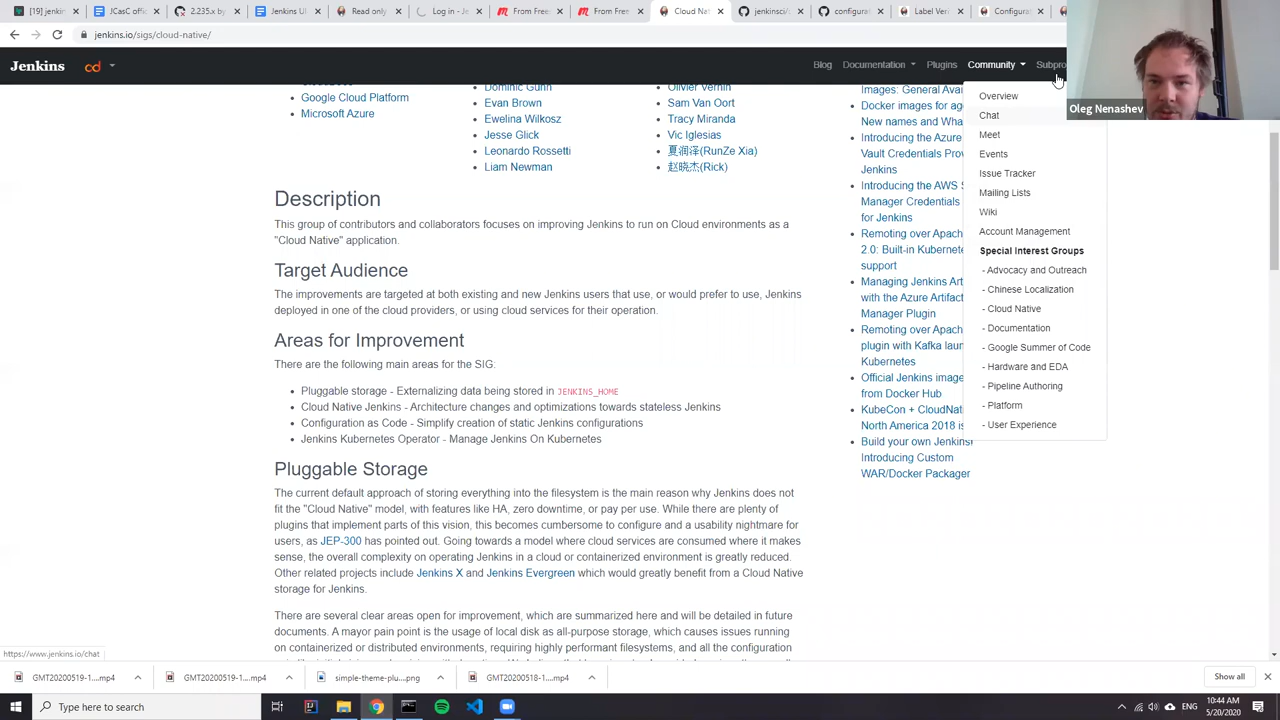 [19] jenkin
JCasC offic
2.235.x by
Jenkins UI
Read only
Log in - Je
From Free
From Free
Cloud Nat
jenkinsci/c
configurat
Label Verb
Configurat
jenkins.io/sigs/cloud-native/
Jenkins
cd
Blog
Documentation
Plugins
Community
Subpro
Oleg Nenashev
Overview
Chat
Meet
Events
Issue Tracker
Mailing Lists
Wiki
Account Management
Special Interest Groups
- Advocacy and Outreach
- Chinese Localization
- Cloud Native
- Documentation
- Google Summer of Code
- Hardware and EDA
- Pipeline Authoring
- Platform
- User Experience
Google Cloud Platform
Microsoft Azure
Dominic Gunn
Evan Brown
Ewelina Wilkosz
Jesse Glick
Leonardo Rossetti
Liam Newman
Olivier Vernin
Sam Van Oort
Tracy Miranda
Vic Iglesias
夏润泽(RunZe Xia)
赵晓杰(Rick)
Description
This group of contributors and collaborators focuses on improving Jenkins to run on Cloud environments as a
"Cloud Native" application.
Target Audience
The improvements are targeted at both existing and new Jenkins users that use, or would prefer to use, Jenkins
deployed in one of the cloud providers, or using cloud services for their operation.
Areas for Improvement
There are the following main areas for the SIG:
Pluggable storage - Externalizing data being stored in JENKINS_HOME
Cloud Native Jenkins - Architecture changes and optimizations towards stateless Jenkins
Configuration as Code - Simplify creation of static Jenkins configurations
Jenkins Kubernetes Operator - Manage Jenkins On Kubernetes
Pluggable Storage
The current default approach of storing everything into the filesystem is the main reason why Jenkins does not
fit the "Cloud Native" model, with features like HA, zero downtime, or pay per use. While there are plenty of
plugins that implement parts of this vision, this becomes cumbersome to configure and a usability nightmare for
users, as JEP-300 has pointed out. Going towards a model where cloud services are consumed where it makes
sense, the overall complexity on operating Jenkins in a cloud or containerized environment is greatly reduced.
Other related projects include Jenkins X and Jenkins Evergreen which would greatly benefit from a Cloud Native
storage for Jenkins.
There are several clear areas open for improvement, which are summarized here and will be detailed in future
documents. A mayor pain point is the usage of local disk as all-purpose storage, which causes issues running
on containerized or distributed environments, requiring highly performant filesystems, and all the configuration
Images: General Avai
Docker images for ag
New names and Wha
Introducing the Azure
Vault Credentials Prov
Jenkins
Introducing the AWS S
Manager Credentials
for Jenkins
Remoting over Apach
2.0: Built-in Kubernete
support
Managing Jenkins Art
with the Azure Artifac
Manager Plugin
Remoting over Apach
plugin with Kafka laun
Kubernetes
Official Jenkins image
from Docker Hub
KubeCon + CloudNati
North America 2018 is
Build your own Jenkins!
Introducing Custom
WAR/Docker Packager
https://www.jenkins.io/chat
GMT20200519-1....mp4
GMT20200519-1....mp4
simple-theme-plu....png
GMT20200518-1....mp4
Show all
Type here to search
ENG
10:44 AM
5/20/2020